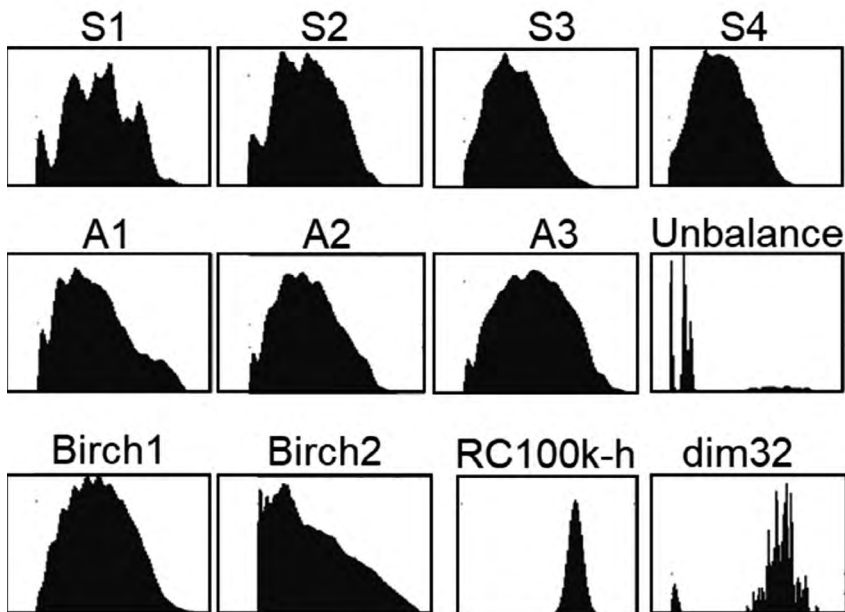 S1 S2 S3 S4
A1 A2 A3 Unbalance
Birch1 Birch2 RC100k-h dim32